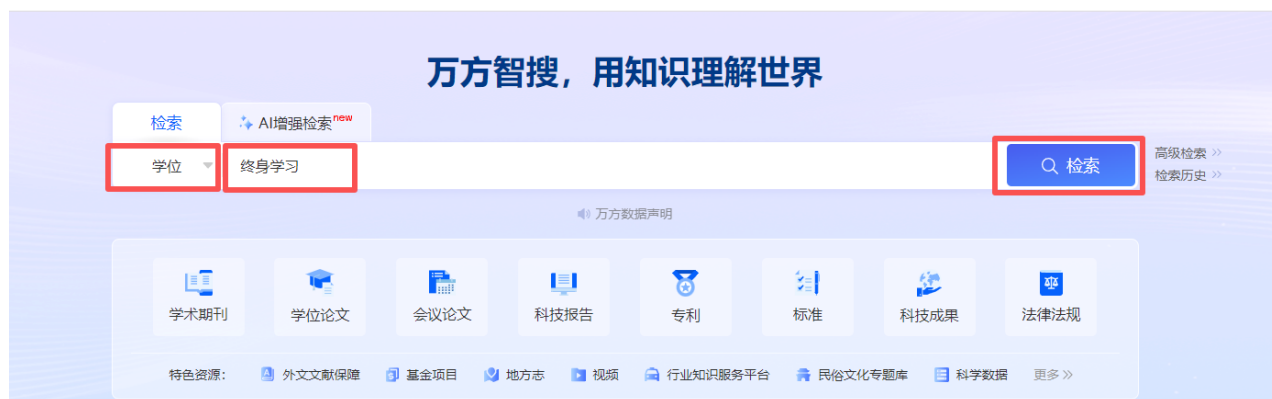 万方智搜，用知识理解世界
检索 AI增强检索new
学位 终身学习 检索 高级检索 >>
检索历史 >>
万方数据声明
学术期刊 学位论文 会议论文 科技报告 专利 标准 科技成果 法律法规
特色资源： 外文文献保障 基金项目 地方志 视频 行业知识服务平台 民俗文化专题库 科学数据 更多 >>